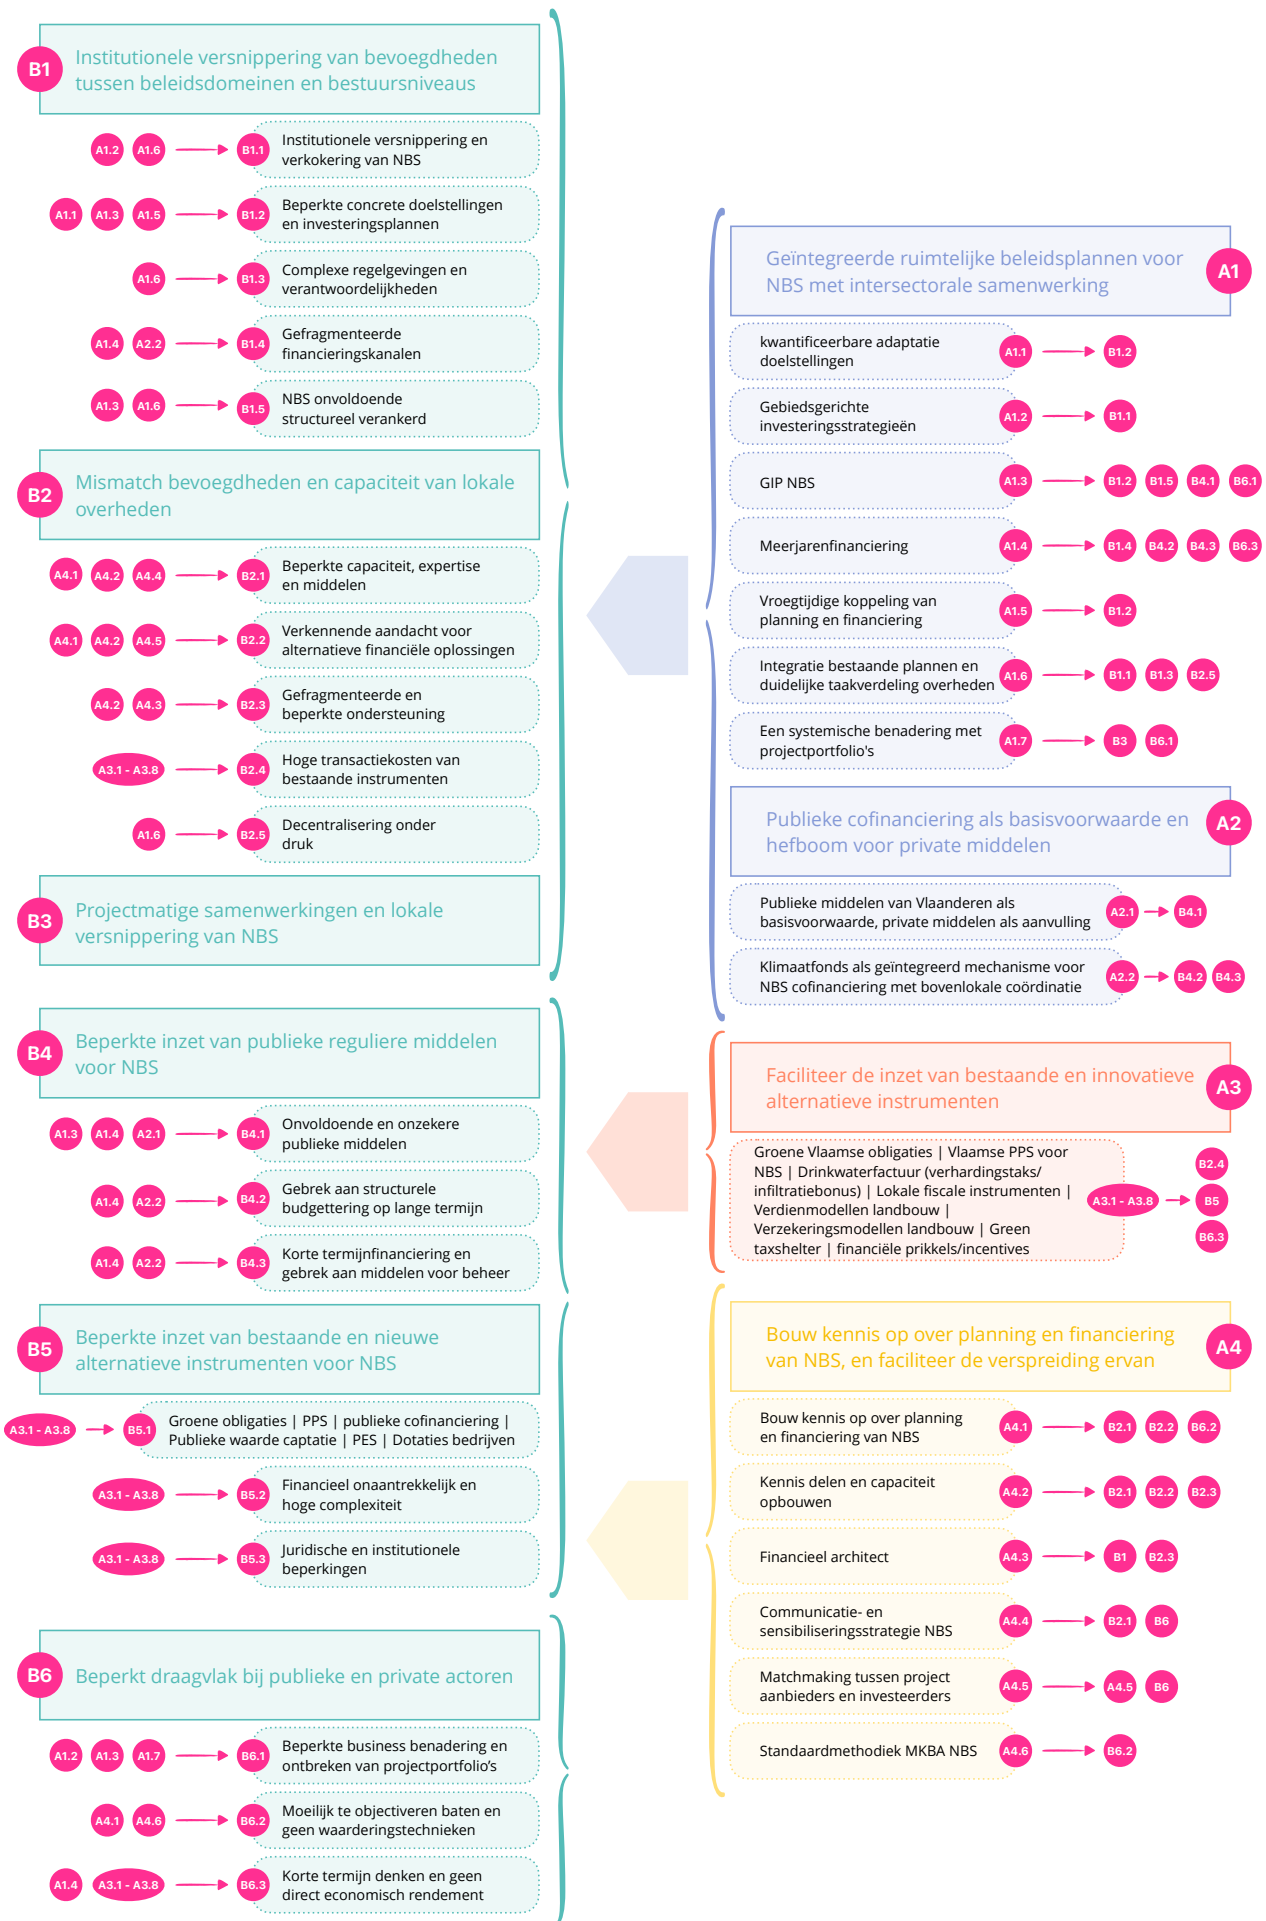 B1
Institutionele versnippering van bevoegdheden
tussen beleidsdomeinen en bestuursniveaus
A1.2 A1.6 B1.1
Institutionele versnippering en
verkokering van NBS
A1.1 A1.3 A1.5 B1.2
Beperkte concrete doelstellingen
en investeringsplannen
A1.6 B1.3
Complexe regelgevingen en
verantwoordelijkheden
A1.4 A2.2 B1.4
Gefragmenteerde
financieringskanalen
A1.3 A1.6 B1.5
NBS onvoldoende
structureel verankerd
B2
Mismatch bevoegdheden en capaciteit van lokale
overheden
A4.1 A4.2 A4.4 B2.1
Beperkte capaciteit, expertise
en middelen
A4.1 A4.2 A4.5 B2.2
Verkennende aandacht voor
alternatieve financiële oplossingen
A4.2 A4.3 B2.3
Gefragmenteerde en
beperkte ondersteuning
A3.1 - A3.8 B2.4
Hoge transactiekosten van
bestaande instrumenten
A1.6 B2.5
Decentralisering onder
druk
B3
Projectmatige samenwerkingen en lokale
versnippering van NBS
B4
Beperkte inzet van publieke reguliere middelen
voor NBS
A1.3 A1.4 A2.1 B4.1
Onvoldoende en onzekere
publieke middelen
A1.4 A2.2 B4.2
Gebrek aan structurele
budgettering op lange termijn
A1.4 A2.2 B4.3
Korte termijnfinanciering en
gebrek aan middelen voor beheer
B5
Beperkte inzet van bestaande en nieuwe
alternatieve instrumenten voor NBS
A3.1 - A3.8 B5.1
Groene obligaties | PPS | publieke cofinanciering |
Publieke waarde captatie | PES | Dotaties bedrijven
A3.1 - A3.8 B5.2
Financieel onaantrekkelijk en
hoge complexiteit
A3.1 - A3.8 B5.3
Juridische en institutionele
beperkingen
B6
Beperkt draagvlak bij publieke en private actoren
A1.2 A1.3 A1.7 B6.1
Beperkte business benadering en
ontbreken van projectportfolio's
A4.1 A4.6 B6.2
Moeilijk te objectiveren baten en
geen waarderingstechnieken
A1.4 A3.1 - A3.8 B6.3
Korte termijn denken en geen
direct economisch rendement
Geïntegreerde ruimtelijke beleidsplannen voor
NBS met intersectorale samenwerking
A1
kwantificeerbare adaptatie
doelstellingen
A1.1 B1.2
Gebiedsgerichte
investeringsstrategieën
A1.2 B1.1
GIP NBS
A1.3 B1.2 B1.5 B4.1 B6.1
Meerjarenfinanciering
A1.4 B1.4 B4.2 B4.3 B6.3
Vroegtijdige koppeling van
planning en financiering
A1.5 B1.2
Integratie bestaande plannen en
duidelijke taakverdeling overheden
A1.6 B1.1 B1.3 B2.5
Een systemische benadering met
projectportfolio's
A1.7 B3 B6.1
Publieke cofinanciering als basisvoorwaarde en
hefboom voor private middelen
A2
Publieke middelen van Vlaanderen als
basisvoorwaarde, private middelen als aanvulling
A2.1 B4.1
Klimaatfonds als geïntegreerd mechanisme voor
NBS cofinanciering met bovenlokale coördinatie
A2.2 B4.2 B4.3
Faciliteer de inzet van bestaande en innovatieve
alternatieve instrumenten
A3
Groene Vlaamse obligaties | Vlaamse PPS voor
NBS | Drinkwaterfactuur (verhardingstaks/
infiltratiebonus) | Lokale fiscale instrumenten |
Verdienmodellen landbouw |
Verzekeringsmodellen landbouw | Green
taxshelter | financiële prikkels/incentives
A3.1 - A3.8
B2.4
B5
B6.3
Bouw kennis op over planning en financiering
van NBS, en faciliteer de verspreiding ervan
A4
Bouw kennis op over planning
en financiering van NBS
A4.1 B2.1 B2.2 B6.2
Kennis delen en capaciteit
opbouwen
A4.2 B2.1 B2.2 B2.3
Financieel architect
A4.3 B1 B2.3
Communicatie- en
sensibiliseringsstrategie NBS
A4.4 B2.1 B6
Matchmaking tussen project
aanbieders en investeerders
A4.5 A4.5 B6
Standaardmethodiek MKBA NBS
A4.6 B6.2